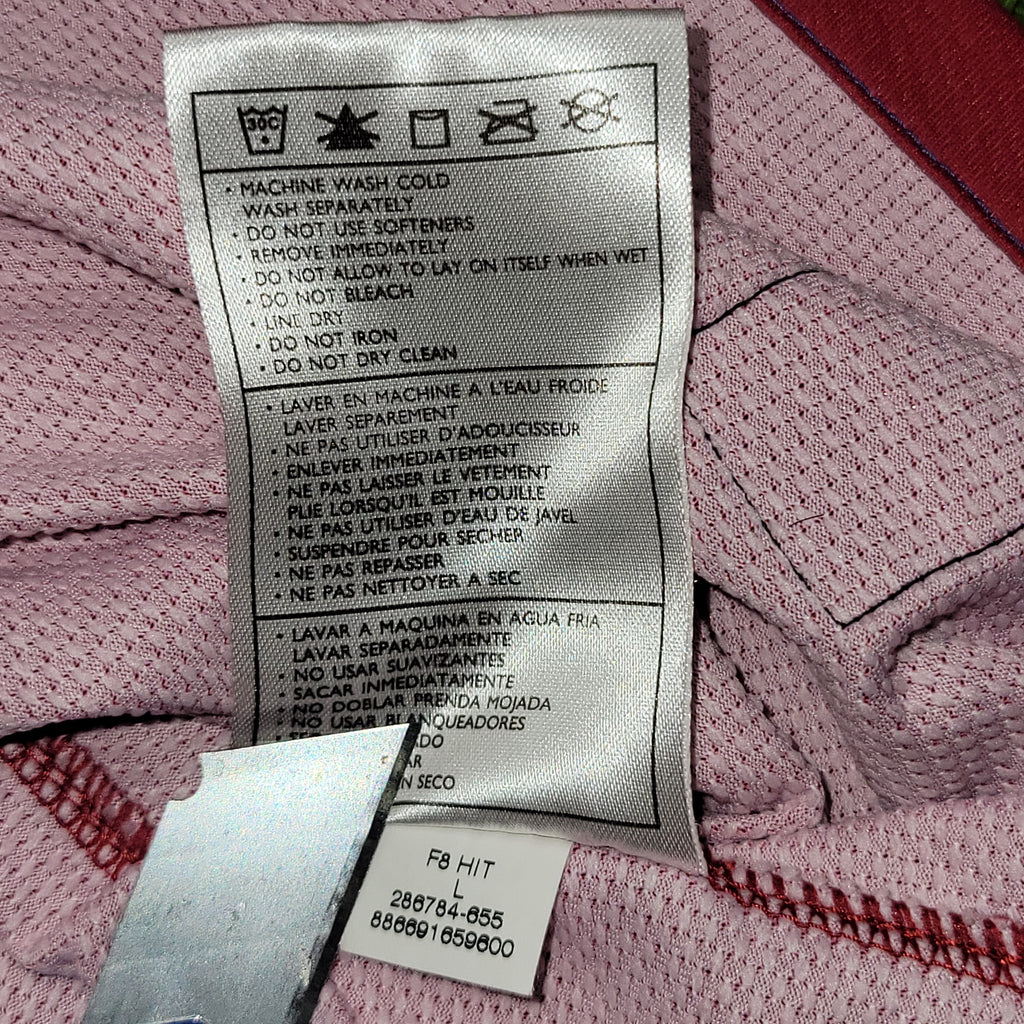 30C
• MACHINE WASH COLD
WASH SEPARATELY
• DO NOT USE SOFTENERS
• REMOVE IMMEDIATELY
• DO NOT ALLOW TO LAY ON ITSELF WHEN WET
• DO NOT BLEACH
• LINE DRY
• DO NOT IRON
• DO NOT DRY CLEAN
• LAVER EN MACHINE A L'EAU FROIDE
LAVER SEPAREMENT
• NE PAS UTILISER D'ADOUCISSEUR
• ENLEVER IMMEDIATEMENT
• NE PAS LAISSER LE VETEMENT
PLIE LORSQU'IL EST MOUILLE
• NE PAS UTILISER D'EAU DE JAVEL
• SUSPENDRE POUR SECHER
• NE PAS REPASSER
• NE PAS NETTOYER A SEC
• LAVAR A MAQUINA EN AGUA FRIA
LAVAR SEPARADAMENTE
• NO USAR SUAVIZANTES
• SACAR INMEDIATAMENTE
• NO DOBLAR PRENDA MOJADA
• NO USAR BLANQUEADORES
SECO
F8 HIT
L
286784-655
886691659600